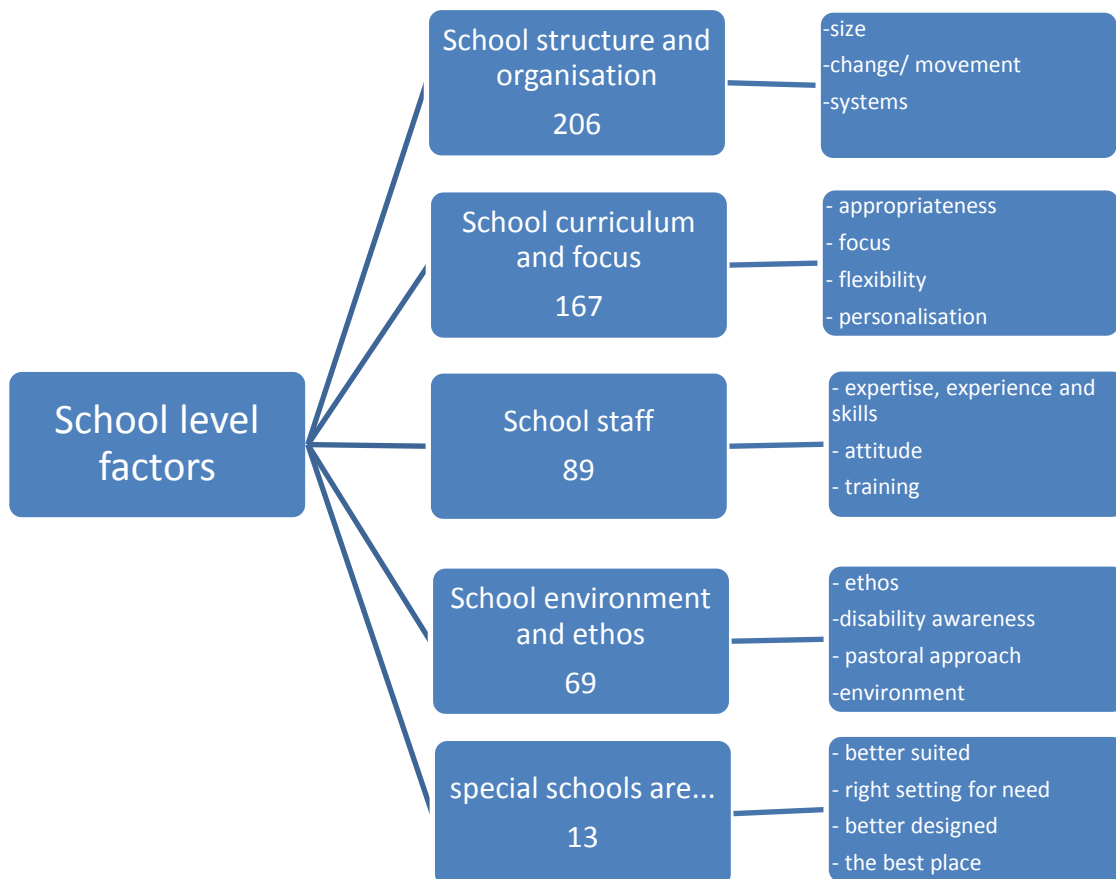 School level
factors
School structure and
organisation
206
-size
-change/ movement
-systems
School curriculum
and focus
167
- appropriateness
- focus
- flexibility
- personalisation
School staff
89
- expertise, experience and
skills
- attitude
- training
School environment
and ethos
69
- ethos
-disability awareness
- pastoral approach
-environment
special schools are...
13
- better suited
- right setting for need
- better designed
- the best place